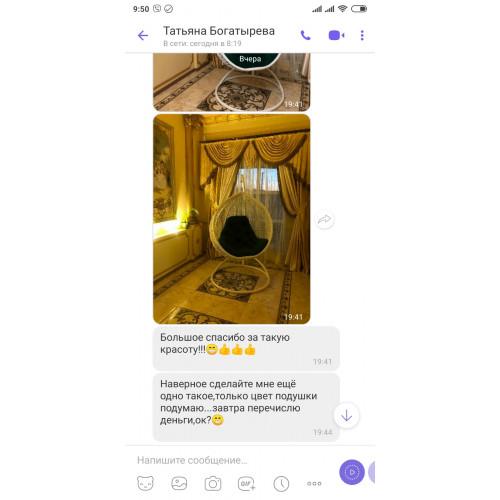 9:50
Татьяна Богатырева
В сети: сегодня в 8:19
Вчера
19:41
19:41
Большое спасибо за такую
красоту!!!😁👍👍👍
19:41
Наверное сделайте мне ещё
одно такое,только цвет подушки
подумаю...завтра перечислю
деньги,ок?😁
19:44
Напишите сообщение...
GIF